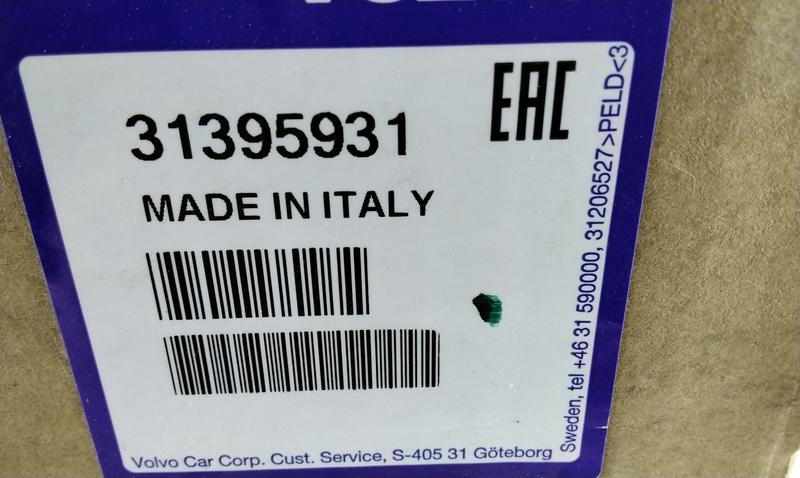 31395931
EAC
MADE IN ITALY
Volvo Car Corp. Cust. Service, S-405 31 Göteborg
Sweden, tel +46 31 590000, 31206527>PELD<3